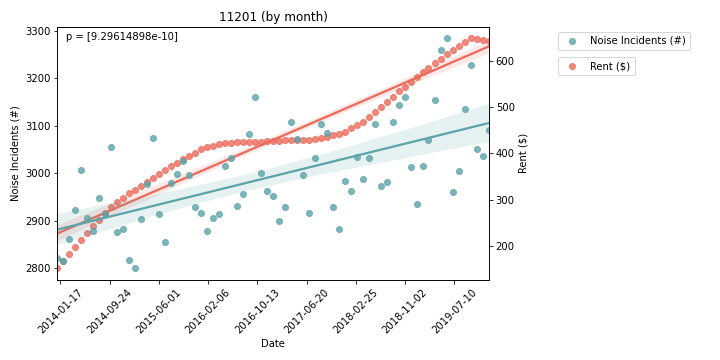 11201 (by month)
p = [9.29614898e-10]
Noise Incidents (#)
3300
3200
3100
3000
2900
2800
600
500
400
300
200
Rent ($)
2014-01-17
2014-09-24
2015-06-01
2016-02-06
2016-10-13
2017-06-20
2018-02-25
2018-11-02
2019-07-10
Date
Noise Incidents (#)
Rent ($)